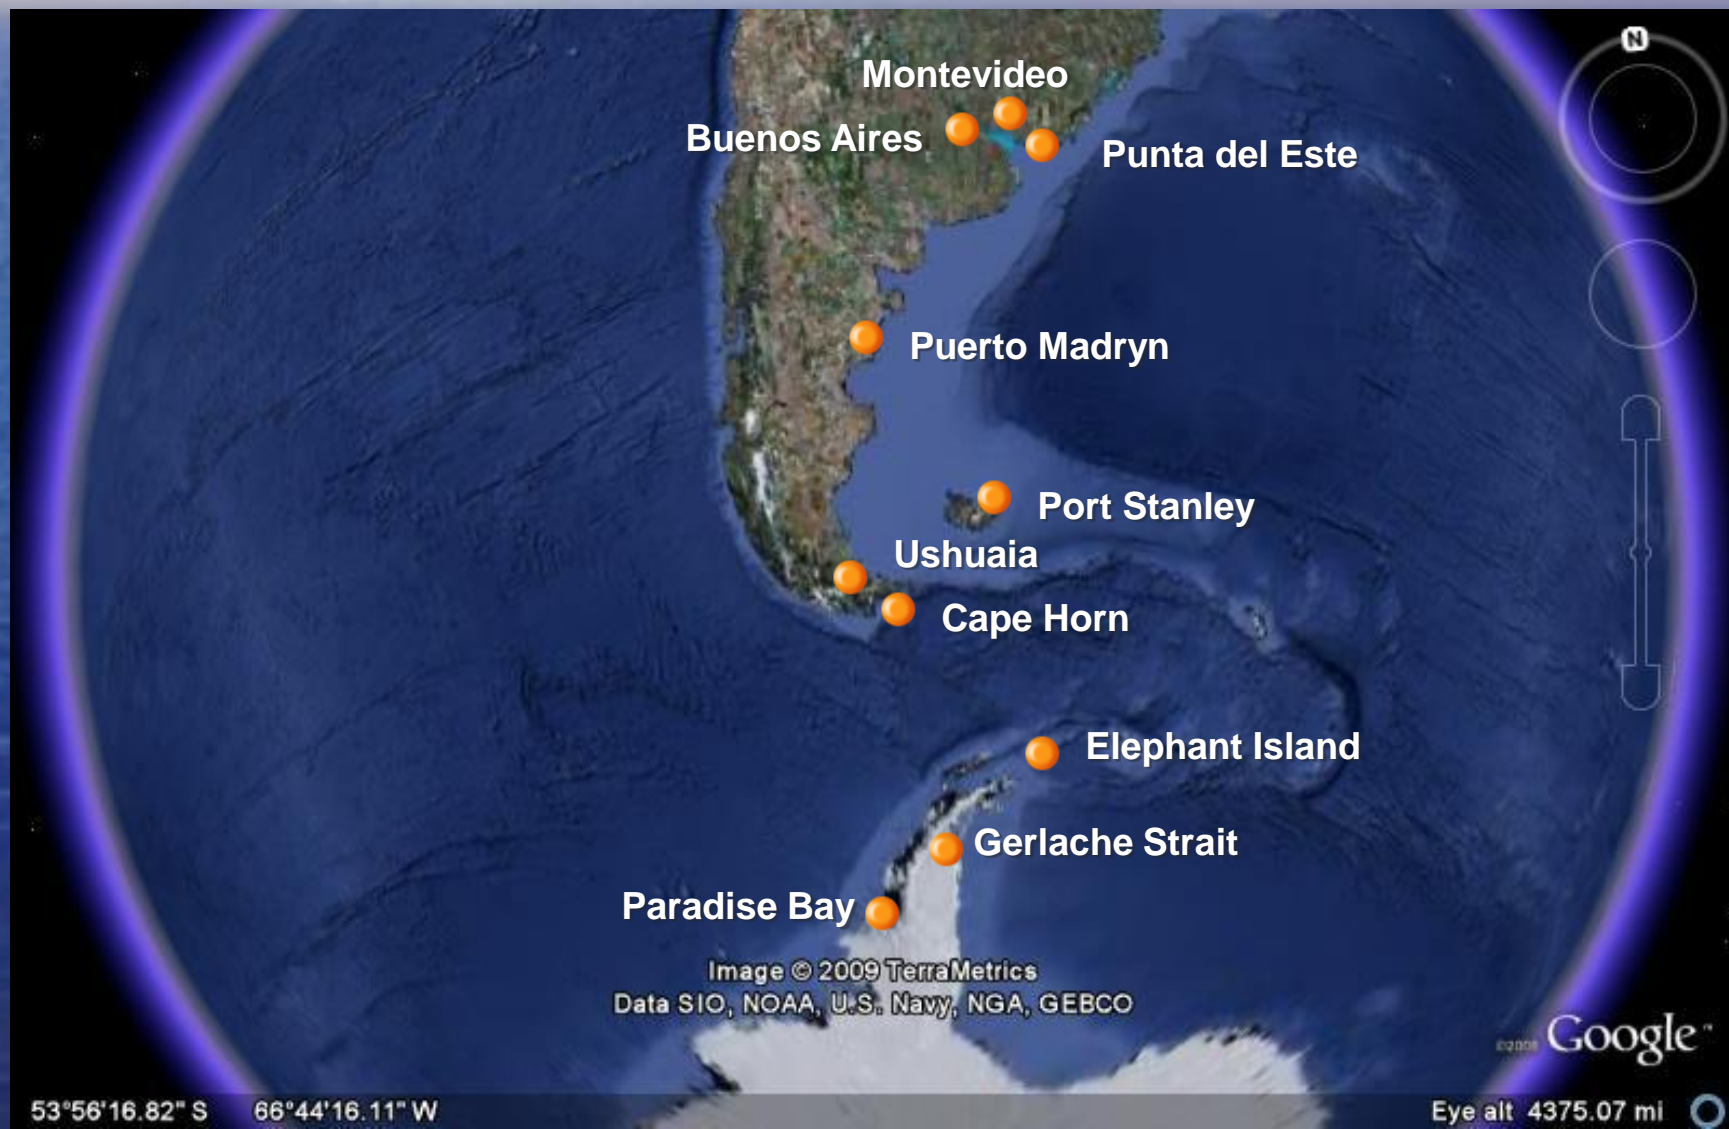 N
Montevideo
Buenos Aires
Punta del Este
Puerto Madryn
Port Stanley
Ushuaia
Cape Horn
Elephant Island
Gerlache Strait
Paradise Bay
Image © 2009 TerraMetrics
Data SIO, NOAA, U.S. Navy, NGA, GEBCO
Google™
53°56'16.82" S 66°44'16.11" W
Eye alt 4375.07 mi